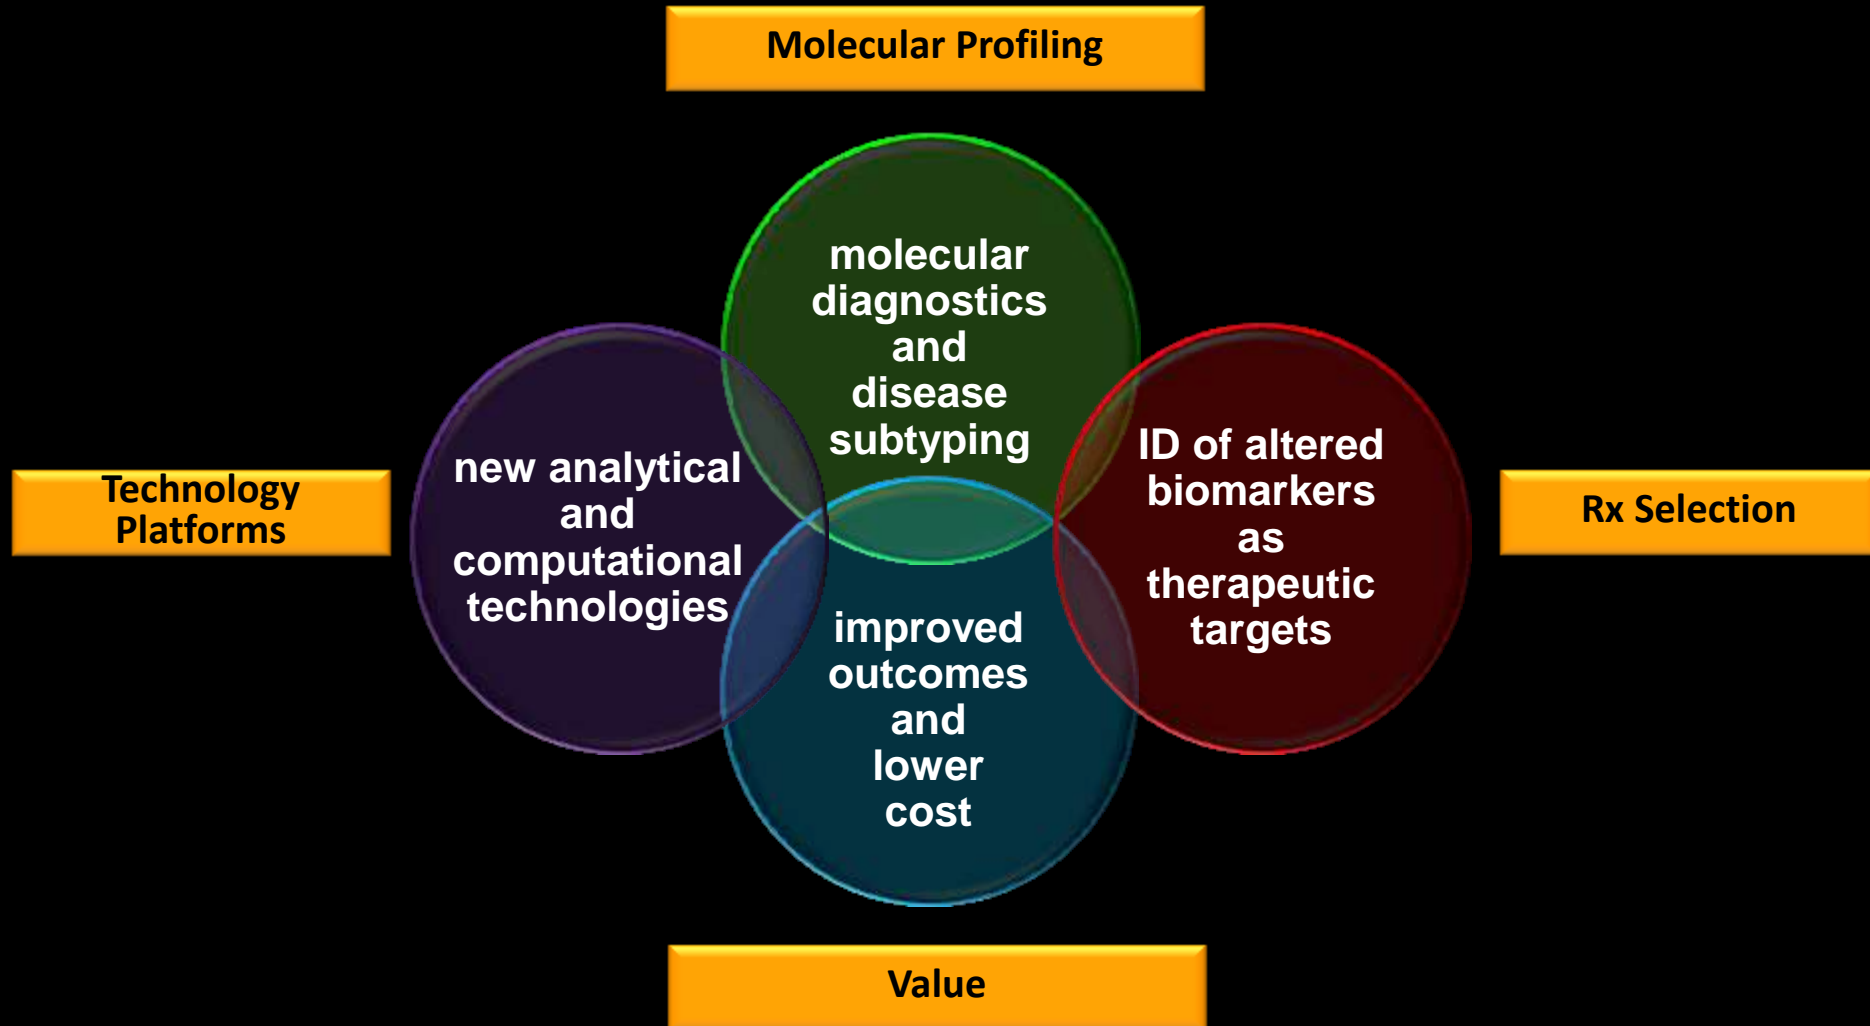 Molecular Profiling
molecular
diagnostics
and
disease
subtyping
Technology
Platforms
new analytical
and
computational
technologies
ID of altered
biomarkers
as
therapeutic
targets
Rx Selection
improved
outcomes
and
lower
cost
Value